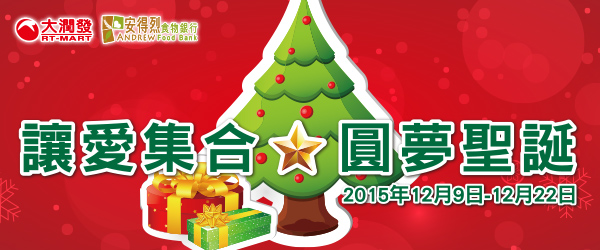 大潤發
RT-MART
安得烈食物銀行
ANDREW Food Bank
讓愛集合 圓夢聖誕
2015年12月9日-12月22日